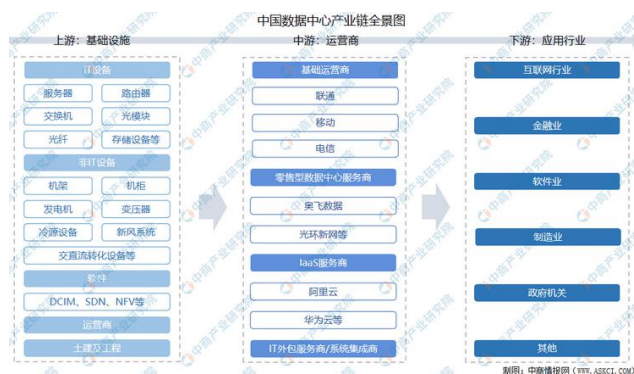 中国数据中心产业链全景图
上游：基础设施
IT设备
服务器 路由器
交换机 光模块
光纤 存储设备等
非IT设备
机架 机柜
发电机 变压器
冷源设备 新风系统
交直流转化设备等
软件
DCIM、SDN、NFV等
运营商
土建及工程
中游：运营商
基础运营商
联通
移动
电信
零售型数据中心服务商
奥飞数据
光环新网等
IaaS服务商
阿里云
华为云等
IT外包服务商/系统集成商
下游：应用行业
互联网行业
金融业
软件业
制造业
政府机关
其他
制图：中商情报网（WWW.ASKCI.COM）
中商产业研究院